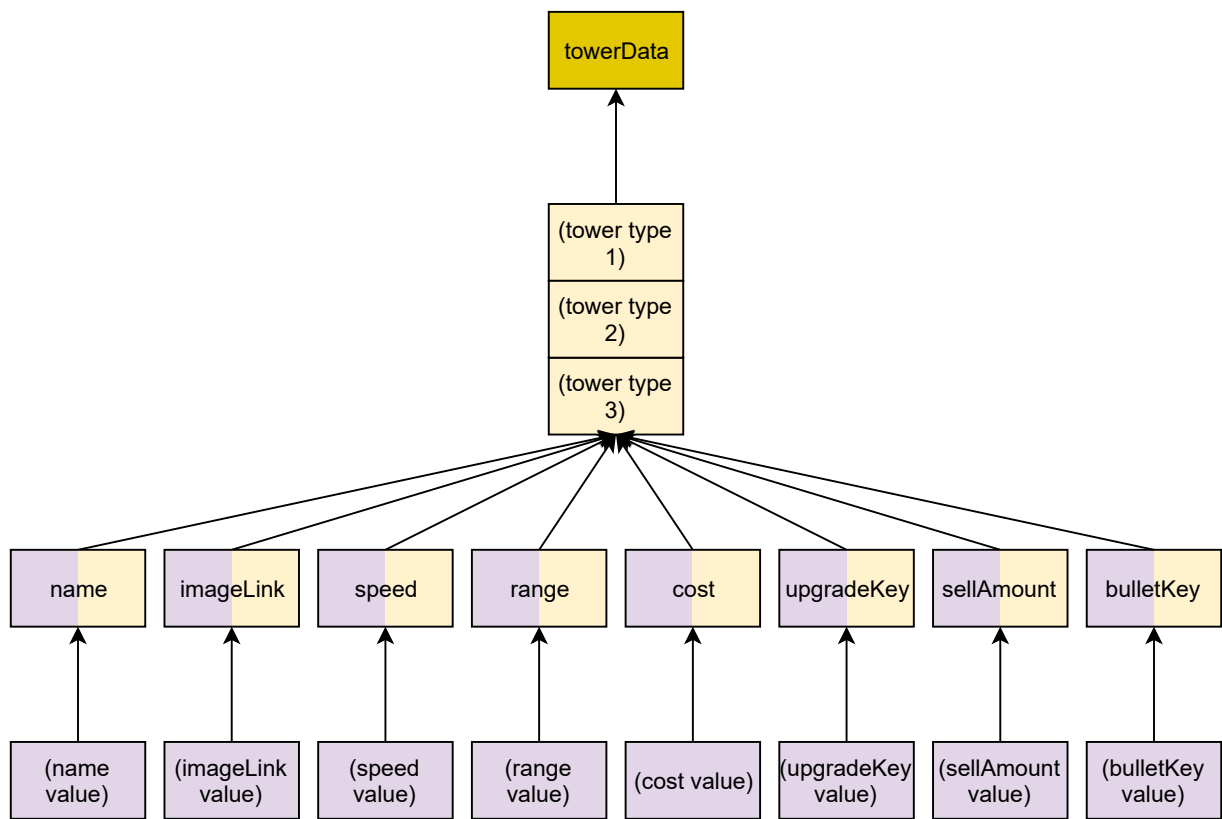 towerData
(tower type
1)
(tower type
2)
(tower type
3)
name
imageLink
speed
range
cost
upgradeKey
sellAmount
bulletKey
(name
value)
(imageLink
value)
(speed
value)
(range
value)
(cost value)
(upgradeKey
value)
(sellAmount
value)
(bulletKey
value)